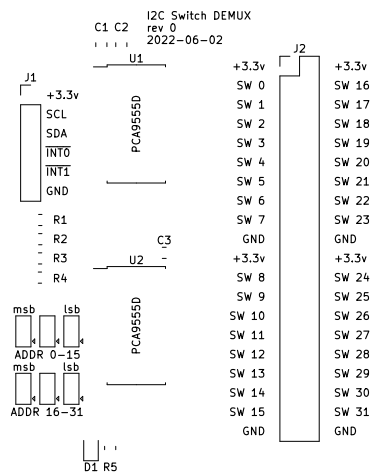 I2C Switch DEMUX
rev 0
2022-06-02
C1 C2
U1
PCA9555D
J1
+3.3v
SCL
SDA
INT0
INT1
GND
R1
R2
R3
R4
C3
U2
PCA9555D
msb lsb
ADDR 0-15
msb lsb
ADDR 16-31
D1 R5
J2
+3.3v +3.3v
SW 0 SW 16
SW 1 SW 17
SW 2 SW 18
SW 3 SW 19
SW 4 SW 20
SW 5 SW 21
SW 6 SW 22
SW 7 SW 23
GND GND
+3.3v +3.3v
SW 8 SW 24
SW 9 SW 25
SW 10 SW 26
SW 11 SW 27
SW 12 SW 28
SW 13 SW 29
SW 14 SW 30
SW 15 SW 31
GND GND